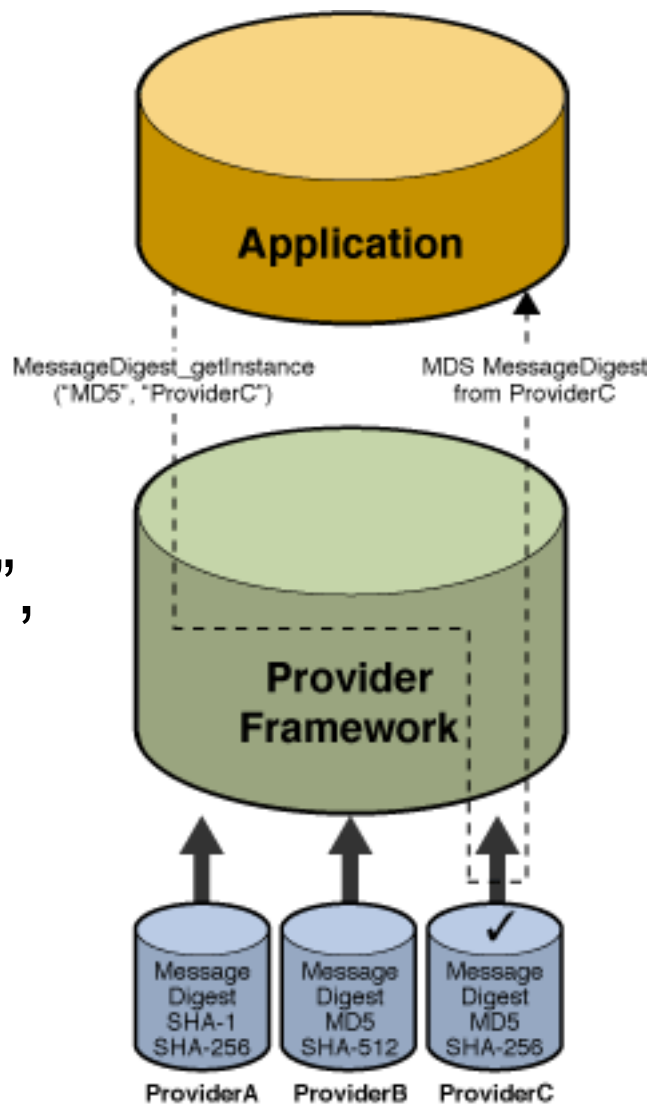 Application
MessageDigest_getInstance
("MD5", "ProviderC")
MDS MessageDigest
from ProviderC
”
,
Provider
Framework
Message
Digest
SHA-1
SHA-256
Message
Digest
MD5
SHA-512
✓
Message
Digest
MD5
SHA-256
ProviderA
ProviderB
ProviderC